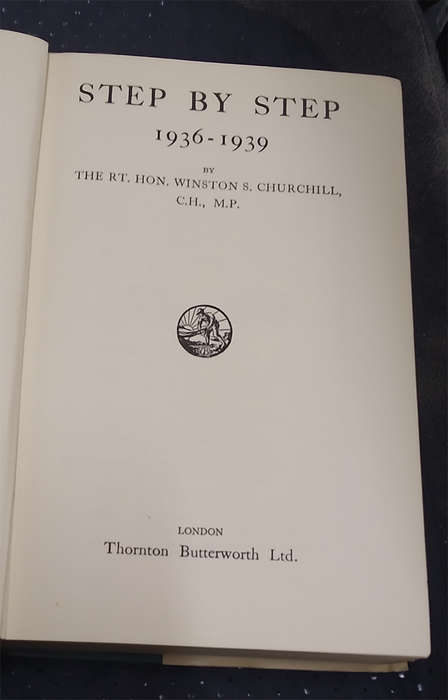 STEP BY STEP
1936-1939
BY
THE RT. HON. WINSTON S. CHURCHILL,
C.H., M.P.
LONDON
Thornton Butterworth Ltd.